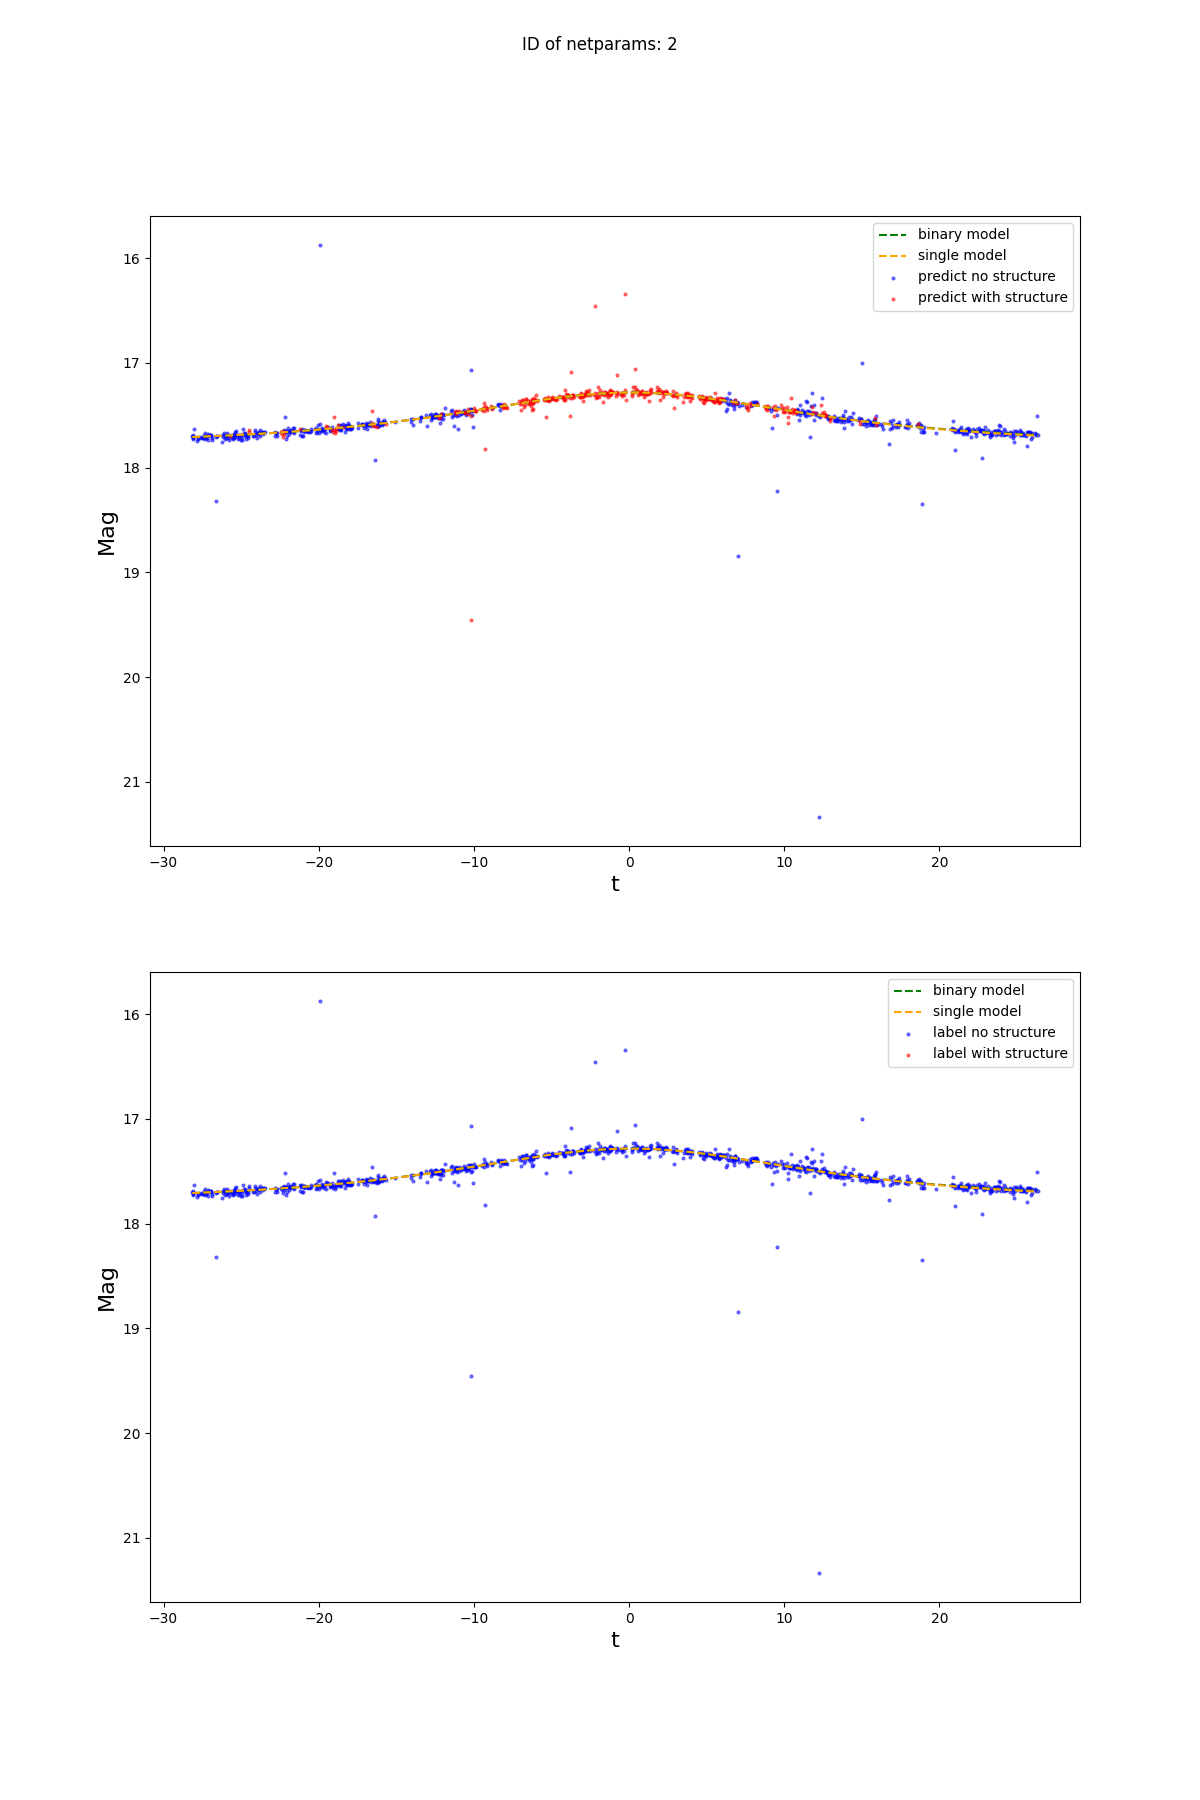 ID of netparams: 2
binary model
single model
predict no structure
predict with structure
16
17
18
19
20
21
Mag
−30
−20
−10
0
10
20
t
binary model
single model
label no structure
label with structure
16
17
18
19
20
21
Mag
−30
−20
−10
0
10
20
t